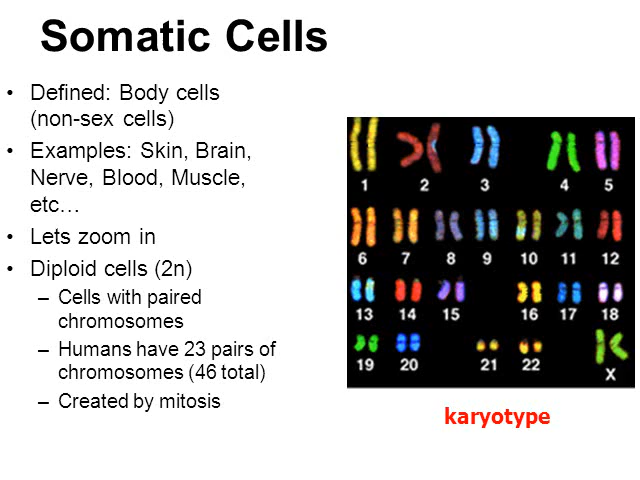 Somatic Cells
• Defined: Body cells
(non-sex cells)
• Examples: Skin, Brain,
Nerve, Blood, Muscle,
etc…
• Lets zoom in
• Diploid cells (2n)
– Cells with paired
chromosomes
– Humans have 23 pairs of
chromosomes (46 total)
– Created by mitosis
1 2 3 4 5
6 7 8 9 10 11 12
13 14 15 16 17 18
19 20 21 22 X
karyotype